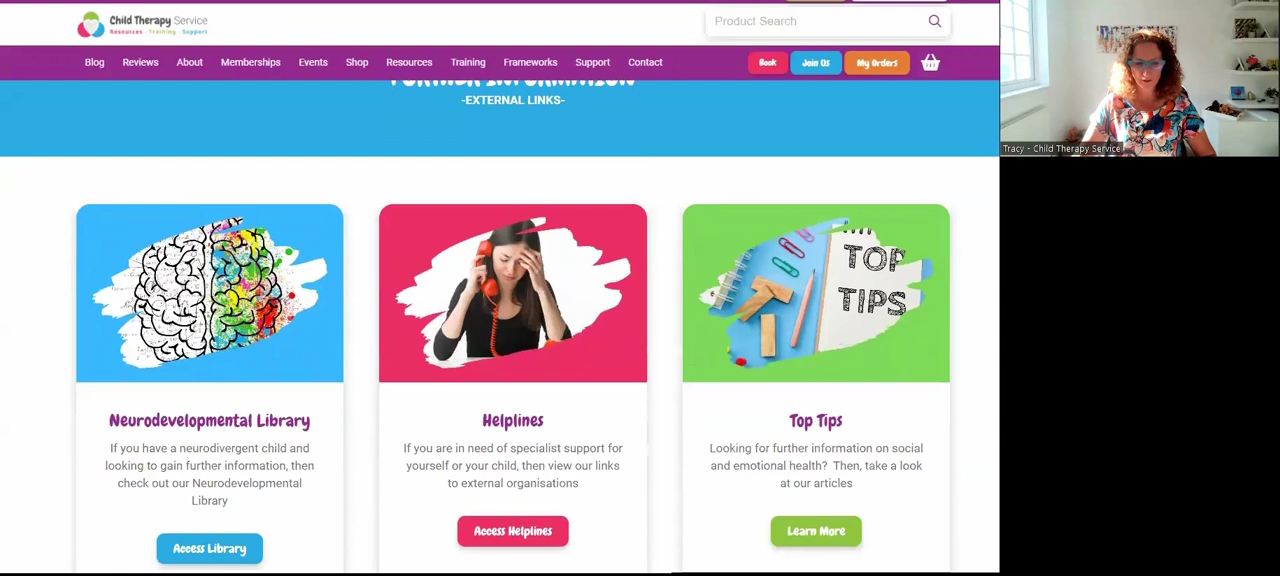 Child Therapy Service
Resources - Training - Support
Product Search
Blog Reviews About Memberships Events Shop Resources Training Frameworks Support Contact Book Join Us My Orders
FURTHER INFORMATION
-EXTERNAL LINKS-
Tracy - Child Therapy Service
TOP
TIPS
Neurodevelopmental Library
If you have a neurodivergent child and
looking to gain further information, then
check out our Neurodevelopmental
Library
Access Library
Helplines
If you are in need of specialist support for
yourself or your child, then view our links
to external organisations
Access Helplines
Top Tips
Looking for further information on social
and emotional health? Then, take a look
at our articles
Learn More